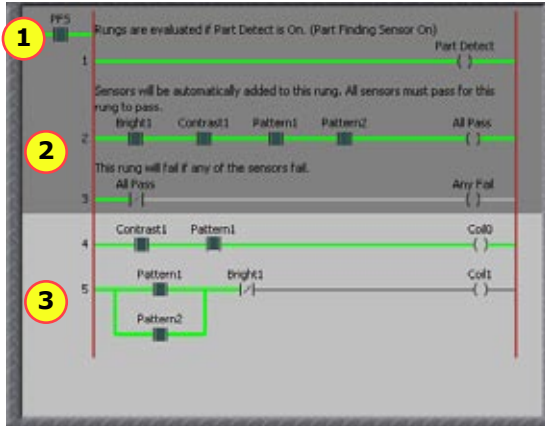 PFS
1
Rungs are evaluated if Part Detect is On. (Part Finding Sensor On)
Part Detect
1
( )
Sensors will be automatically added to this rung. All sensors must pass for this
rung to pass.
Bright1 Contrast1 Pattern1 Pattern2 All Pass
2
2
( )
This rung will fail if any of the sensors fail.
All Pass Any Fail
3
( )
Contrast1 Pattern1 Coil0
4
( )
Pattern1 Bright1 Coil1
5
( )
3
Pattern2